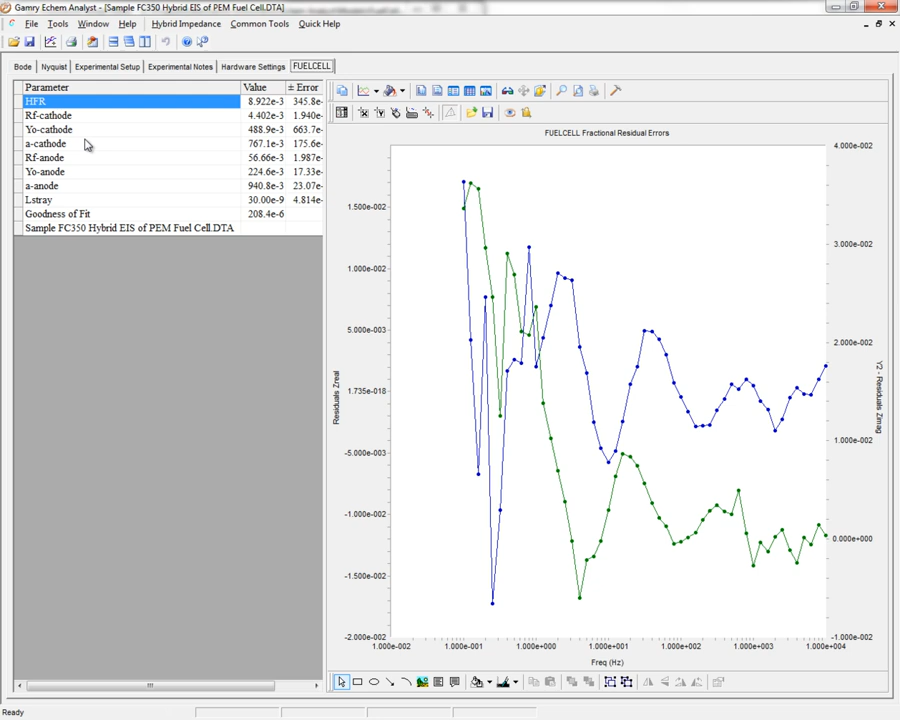 Gamry Echem Analyst - [Sample FC350 Hybrid EIS of PEM Fuel Cell.DTA]
File Tools Window Hybrid Impedance Common Tools Quick Help
Bode Nyquist Experimental Setup Experimental Notes Hardware Settings FUELCELL
Parameter Value ± Error
HFR 8.922e-3 345.8e-
Rf-cathode 4.402e-3 1.940e-
Yo-cathode 488.9e-3 663.7e-
a-cathode 767.1e-3 175.6e-
Rf-anode 56.66e-3 1.987e-
Yo-anode 224.6e-3 17.33e-
a-anode 940.8e-3 23.07e-
Lstray 30.00e-9 4.814e-
Goodness of Fit 208.4e-6
Sample FC350 Hybrid EIS of PEM Fuel Cell.DTA
FUELCELL Fractional Residual Errors
Residuals Zreal
1.500e-002
1.000e-002
5.000e-003
1.735e-018
-5.000e-003
-1.000e-002
-1.500e-002
-2.000e-002
4.000e-002
3.000e-002
2.000e-002
1.000e-002
0.000e+000
-1.000e-002
Y2 - Residuals Zimag
1.000e-002 1.000e-001 1.000e+000 1.000e+001 1.000e+002 1.000e+003 1.000e+004
Freq (Hz)
Ready